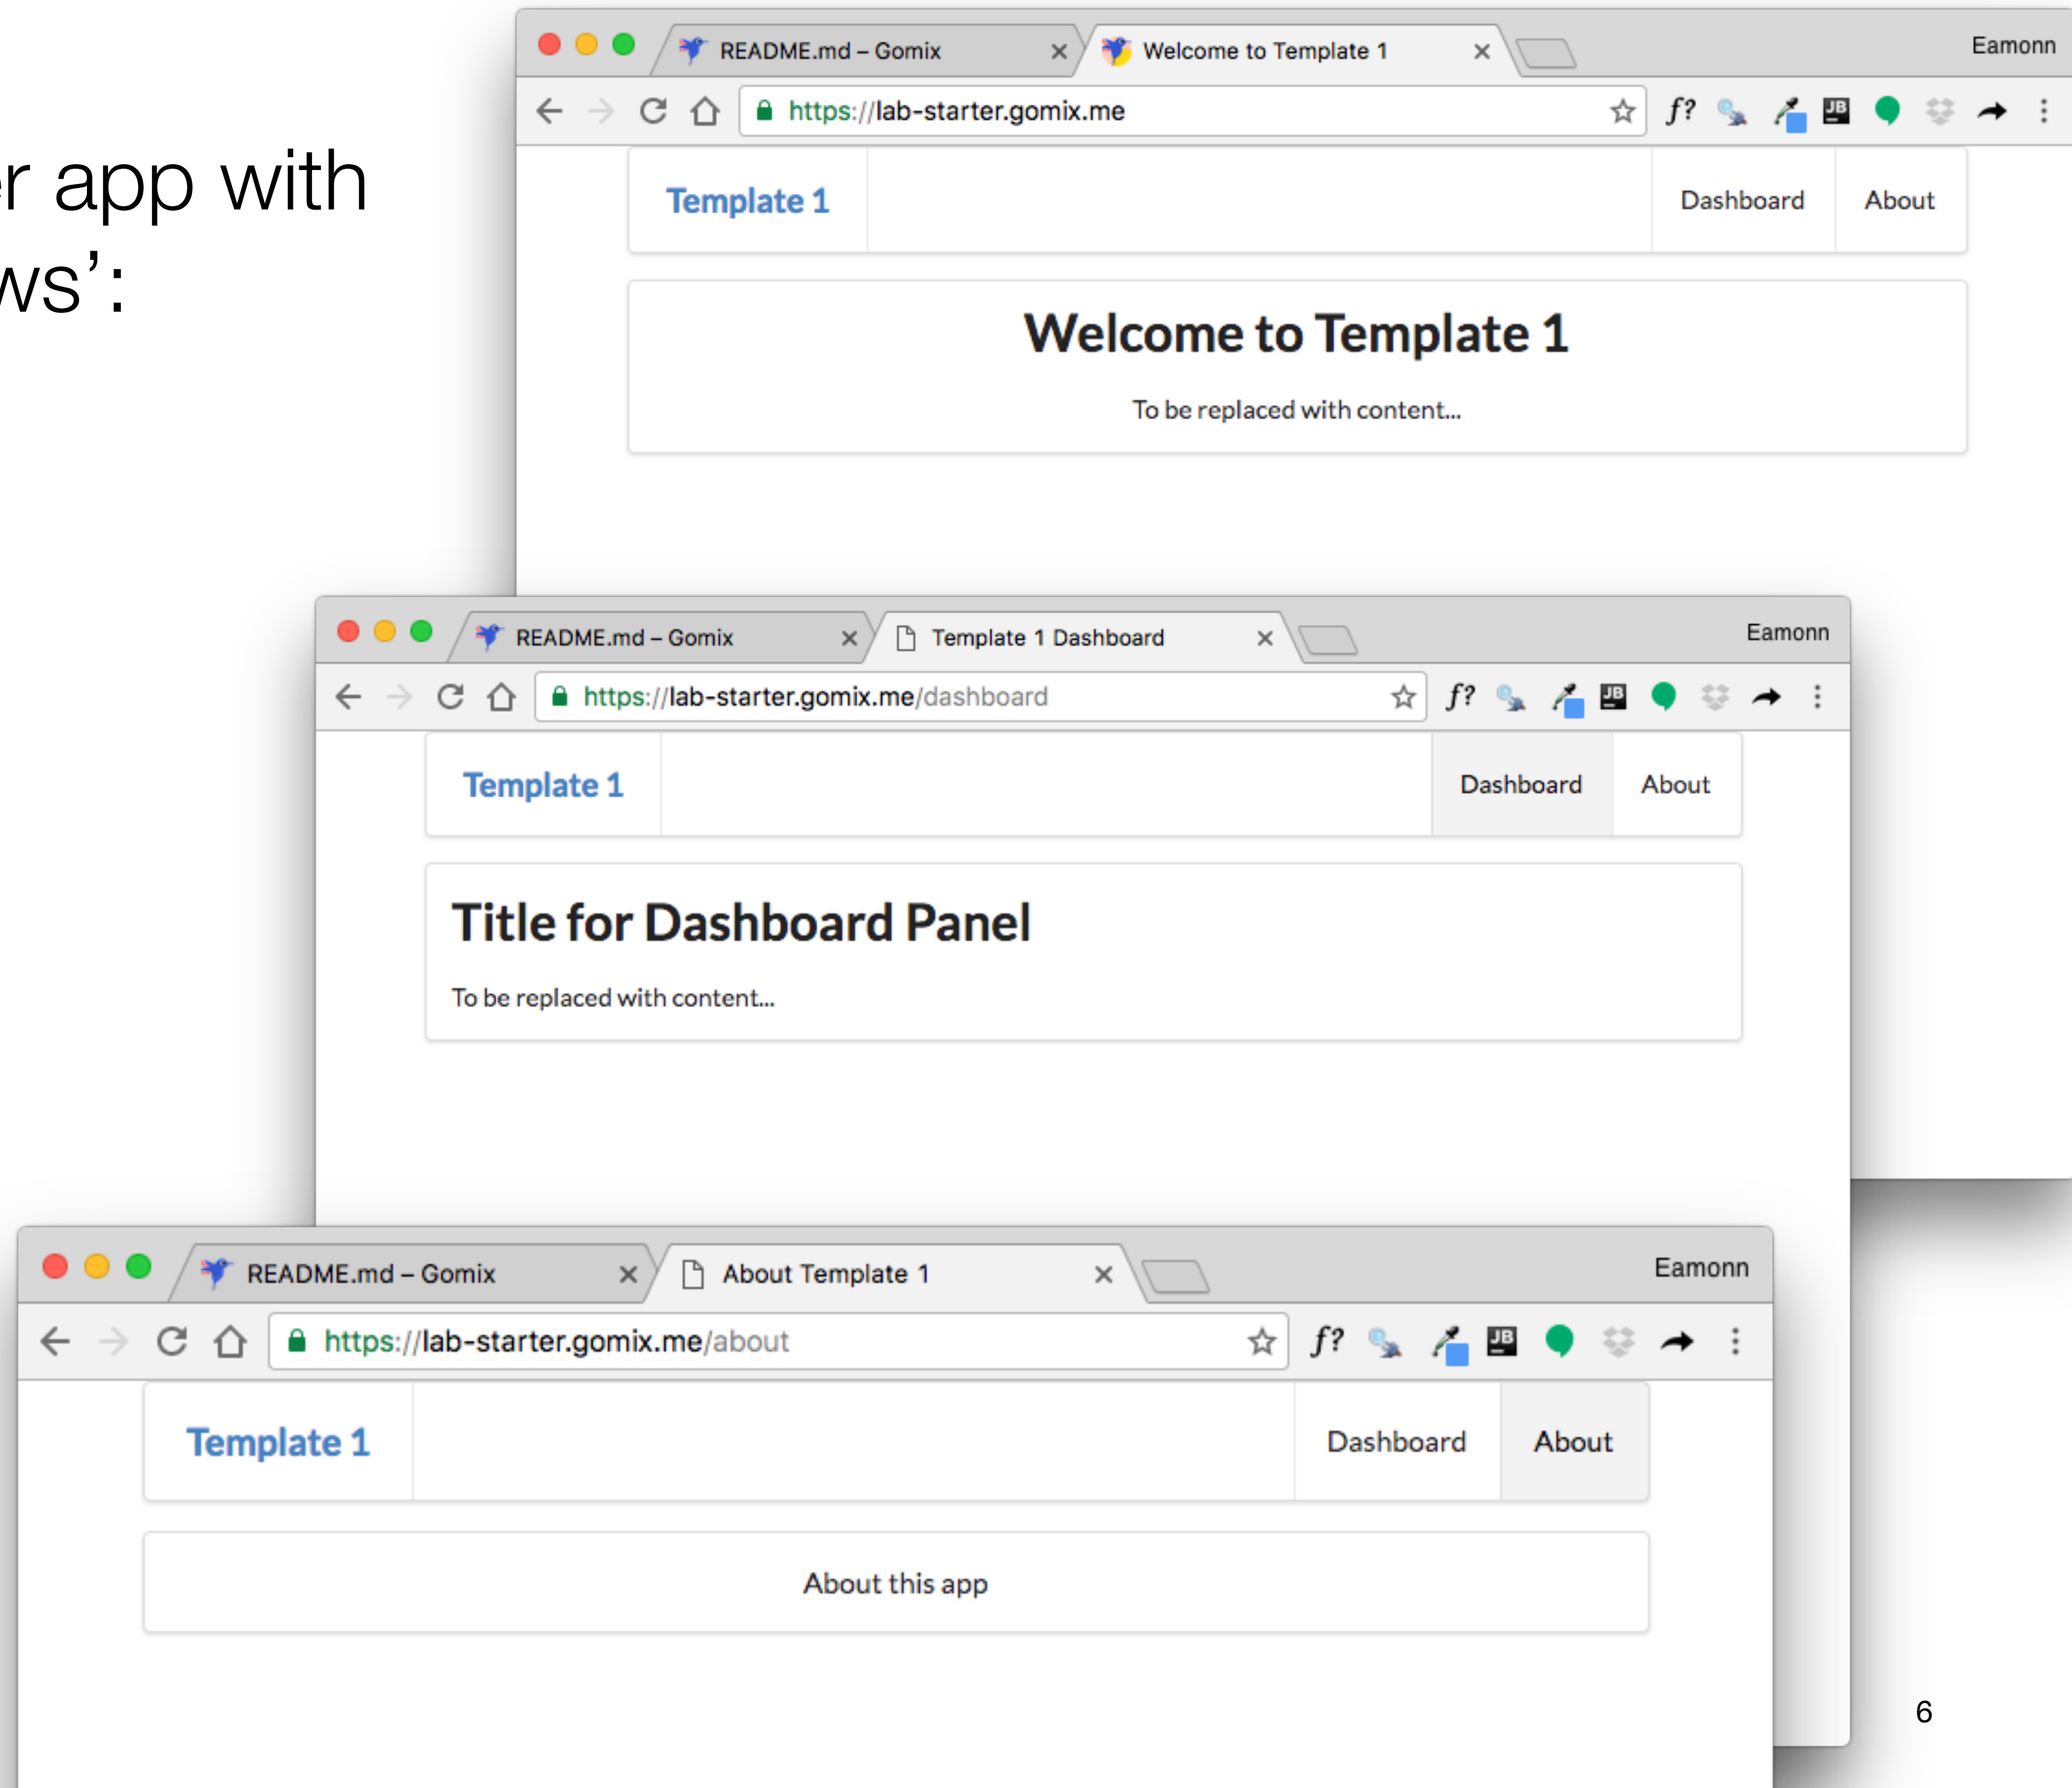 er app with
ws’:
README.md – Gomix
Welcome to Template 1
Eamonn
https://lab-starter.gomix.me
f?
JB
Template 1
Dashboard
About
Welcome to Template 1
To be replaced with content...
README.md – Gomix
Template 1 Dashboard
Eamonn
https://lab-starter.gomix.me/dashboard
f?
JB
Template 1
Dashboard
About
Title for Dashboard Panel
To be replaced with content...
README.md – Gomix
About Template 1
Eamonn
https://lab-starter.gomix.me/about
f?
JB
Template 1
Dashboard
About
About this app
6